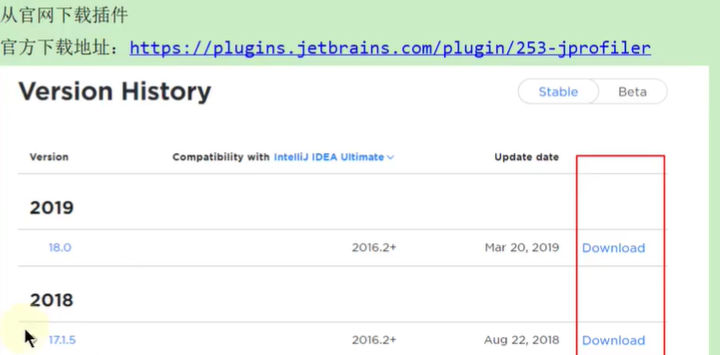 从官网下载插件
官方下载地址：https://plugins.jetbrains.com/plugin/253-jprofiler
Version History
Stable Beta
Version Compatibility with IntelliJ IDEA Ultimate Update date
2019
18.0 2016.2+ Mar 20, 2019 Download
2018
17.1.5 2016.2+ Aug 22, 2018 Download